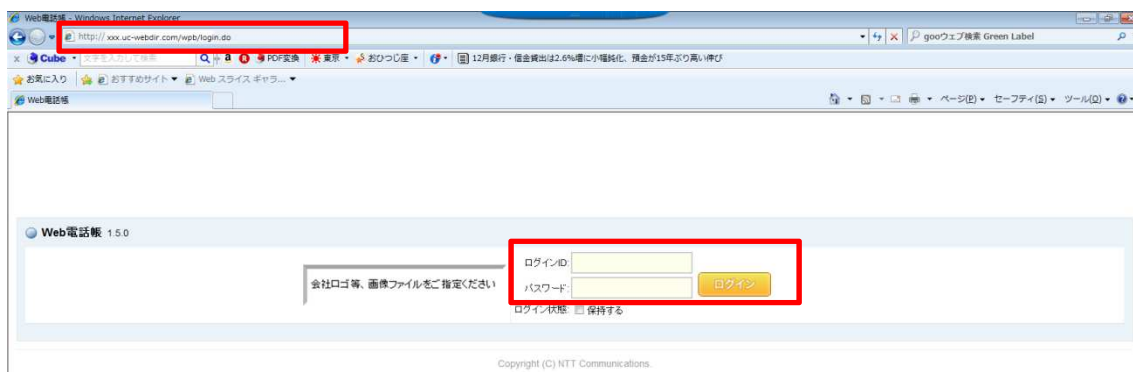 Web電話帳 - Windows Internet Explorer
http://xxx.uc-webdir.com/wpb/login.do
gooウェブ検索 Green Label
x Cube 文字を入力して検索 PDF変換 東京 おひつじ座 12月銀行・信金貸出は2.6%増に小幅鈍化、預金が15年ぶり高い伸び
お気に入り おすすめサイト Web スライス ギャラ...
Web電話帳
ページ(P) セーフティ(S) ツール(O)
Web電話帳 1.5.0
会社ロゴ等、画像ファイルをご指定ください
ログインID:
パスワード:
ログイン
ログイン状態: 保持する
Copyright (C) NTT Communications.